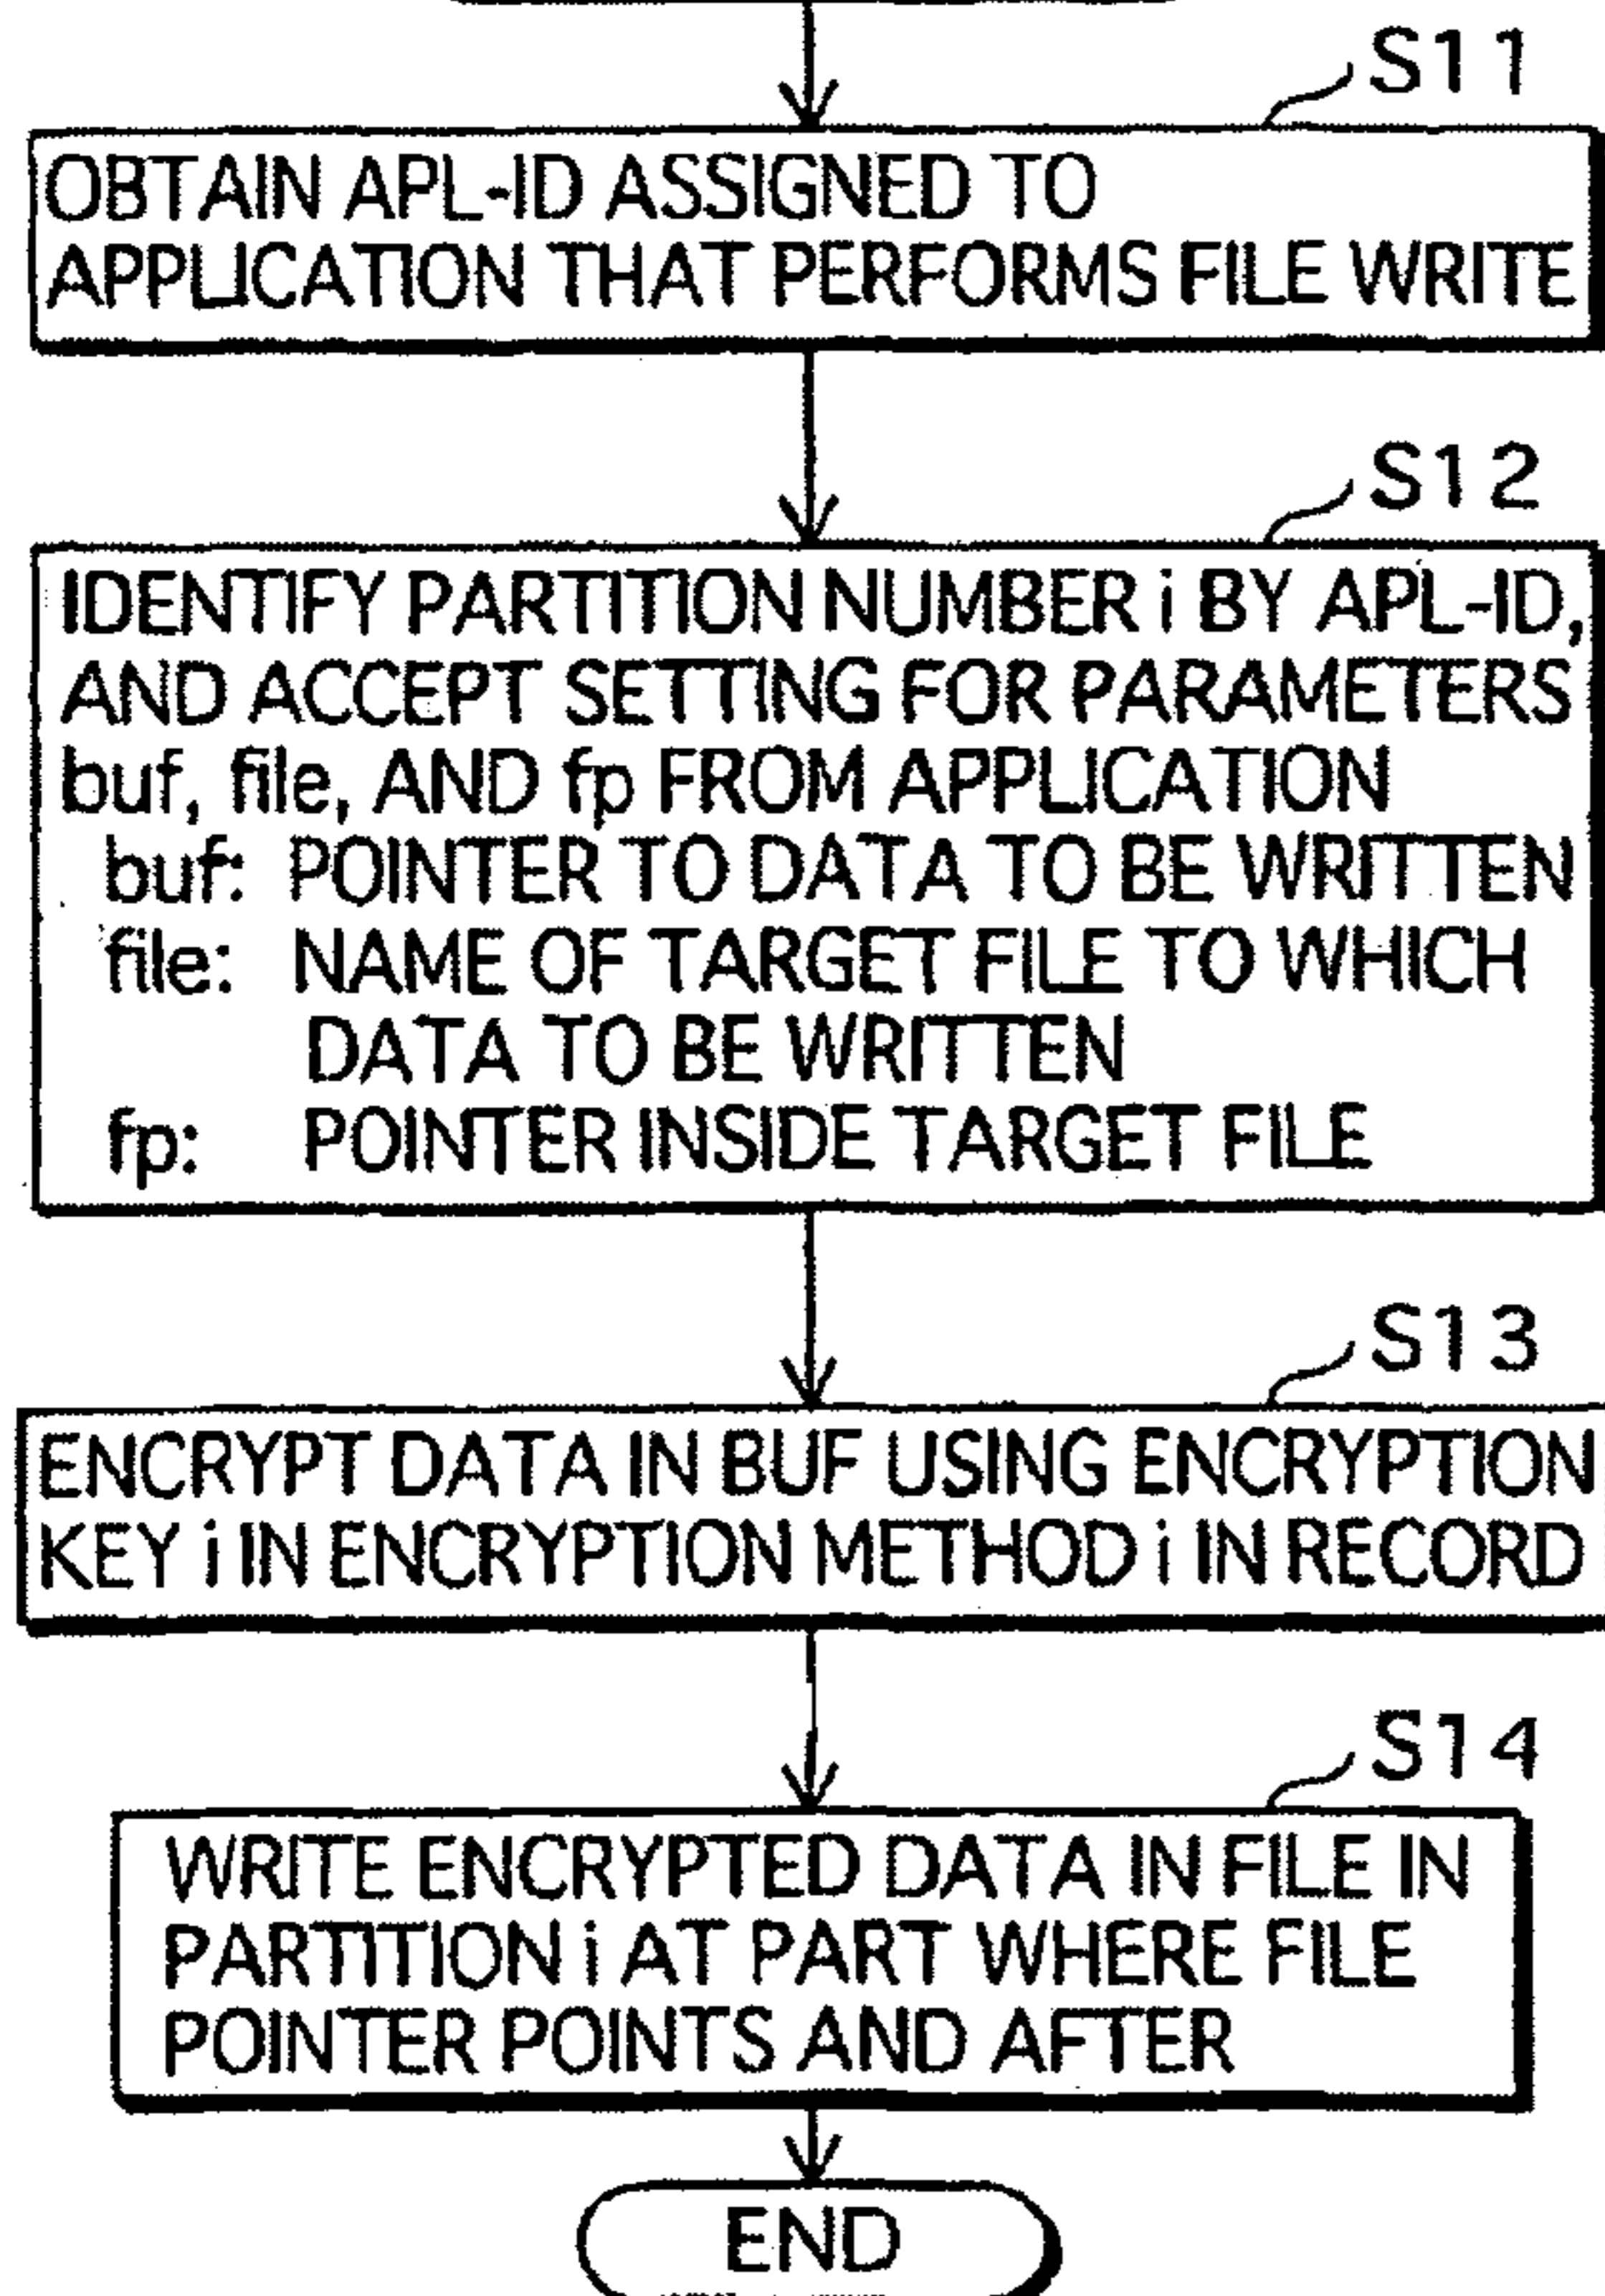 S11
OBTAIN APL-ID ASSIGNED TO
APPLICATION THAT PERFORMS FILE WRITE
S12
IDENTIFY PARTITION NUMBER i BY APL-ID,
AND ACCEPT SETTING FOR PARAMETERS
buf, file, AND fp FROM APPLICATION
buf: POINTER TO DATA TO BE WRITTEN
file: NAME OF TARGET FILE TO WHICH
DATA TO BE WRITTEN
fp: POINTER INSIDE TARGET FILE
S13
ENCRYPT DATA IN BUF USING ENCRYPTION
KEY i IN ENCRYPTION METHOD i IN RECORD
S14
WRITE ENCRYPTED DATA IN FILE IN
PARTITION i AT PART WHERE FILE
POINTER POINTS AND AFTER
END